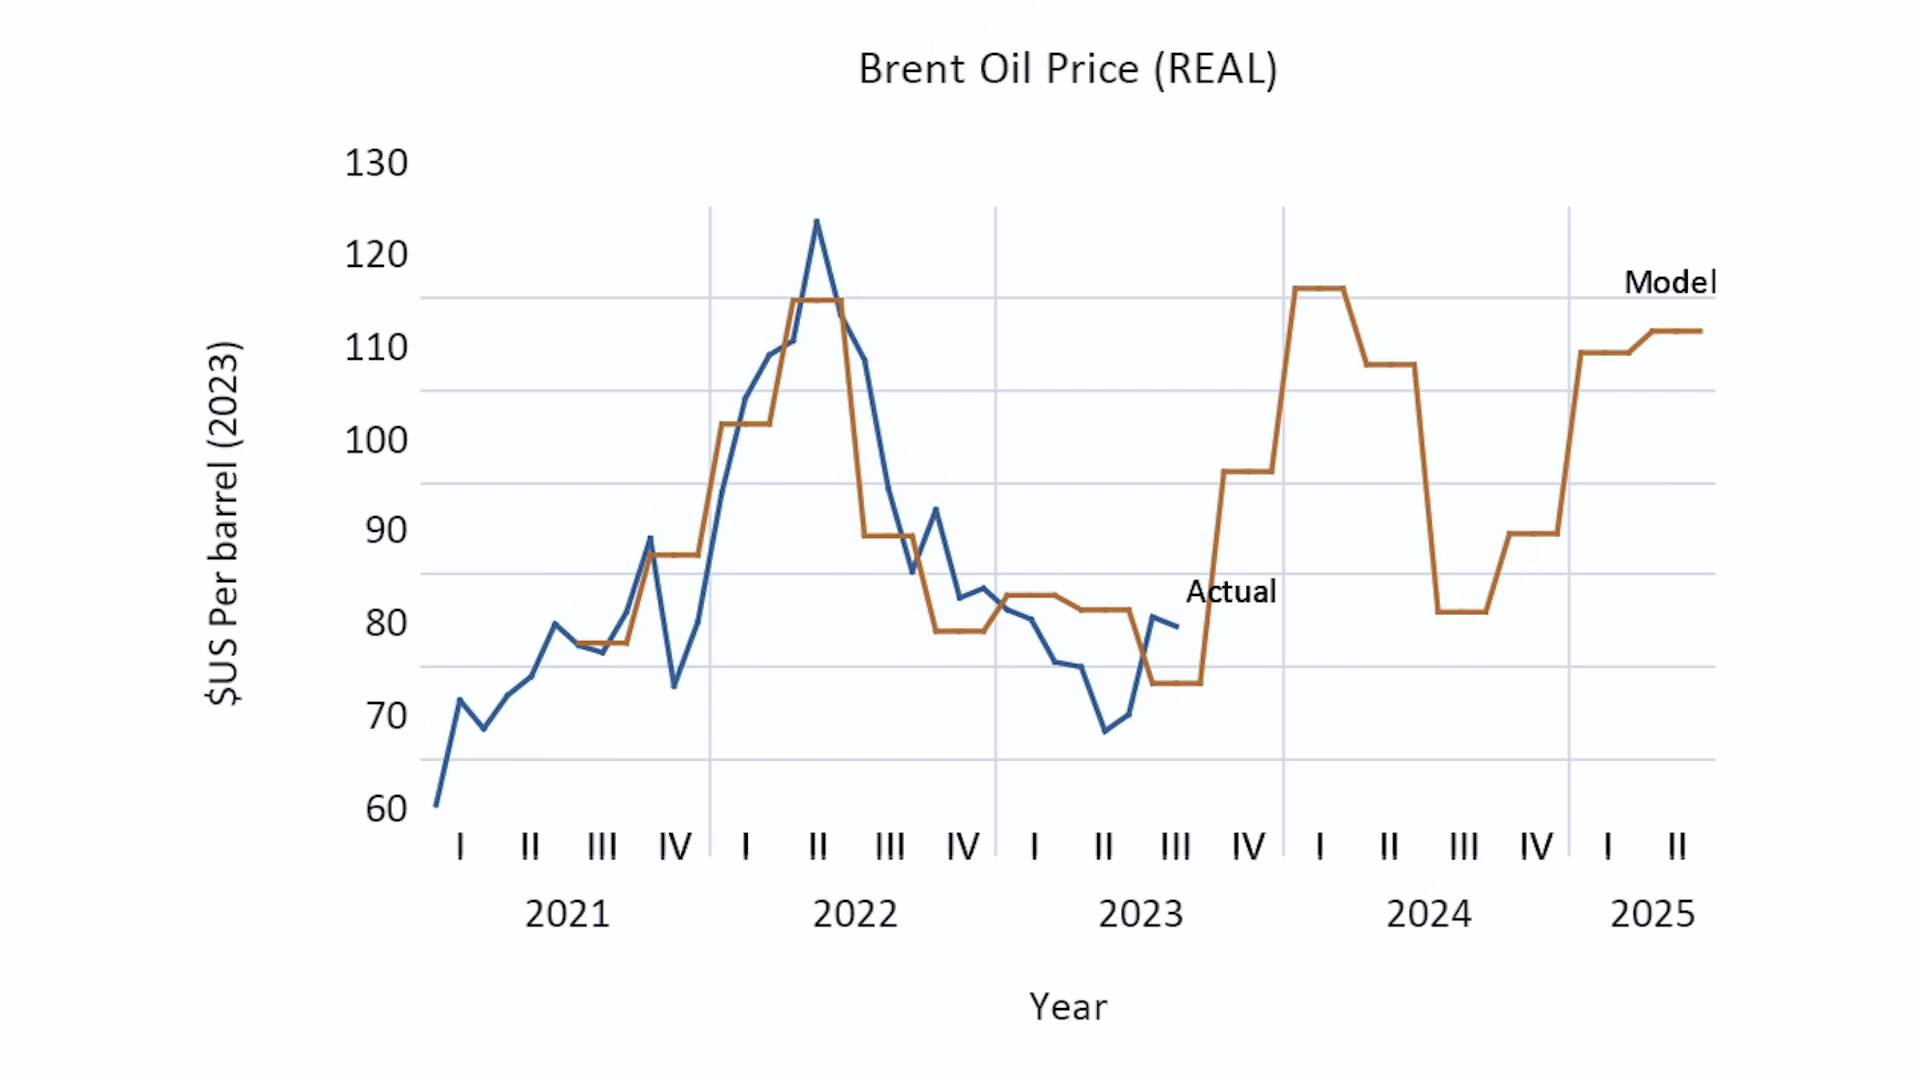 Brent Oil Price (REAL)
130
120
110
100
90
80
70
60
$US Per barrel (2023)
Model
Actual
I II III IV I II III IV I II III IV I II III IV I II
2021 2022 2023 2024 2025
Year